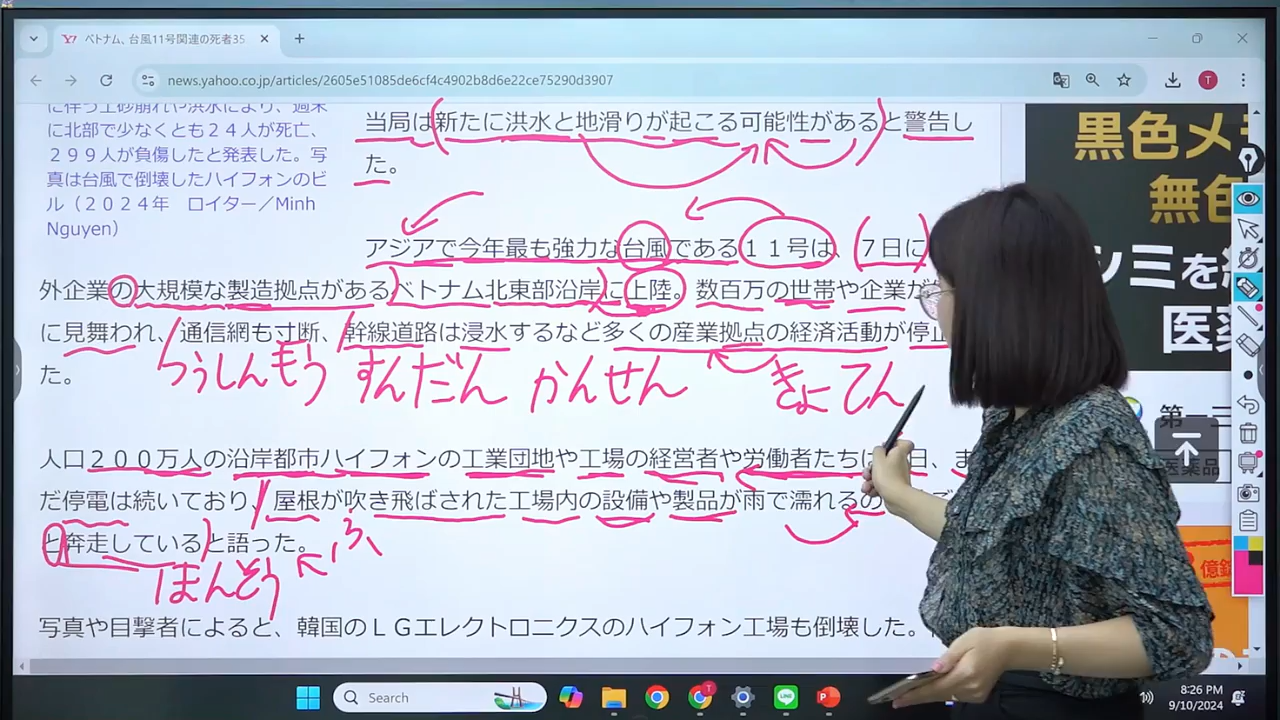 ベトナム、台風11号関連の死者35
news.yahoo.co.jp/articles/2605e51085de6cf4c4902b8d6e22ce75290d3907
T
に伴う土砂崩れや洪水により、週末
に北部で少なくとも２４人が死亡、
２９９人が負傷したと発表した。写
真は台風で倒壊したハイフォンのビ
ル（２０２４年 ロイター／Minh
Nguyen）
当局は新たに洪水と地滑りが起こる可能性があると警告し
た。
アジアで今年最も強力な台風である１１号は、７日に
外企業の大規模な製造拠点があるベトナム北東部沿岸に上陸。数百万の世帯や企業が
に見舞われ、通信網も寸断、幹線道路は浸水するなど多くの産業拠点の経済活動が停止
つうしんもう すんだん かんせん きょてん
た。
人口２００万人の沿岸都市ハイフォンの工業団地や工場の経営者や労働者たちは 日、ま
だ停電は続いており、屋根が吹き飛ばされた工場内の設備や製品が雨で濡れるの
と奔走している と語った。
ほんそう
写真や目撃者によると、韓国のＬＧエレクトロニクスのハイフォン工場も倒壊した。
黒色メ
無色
シミを
医薬
第一三
医薬品
億
Search
8:26 PM
9/10/2024